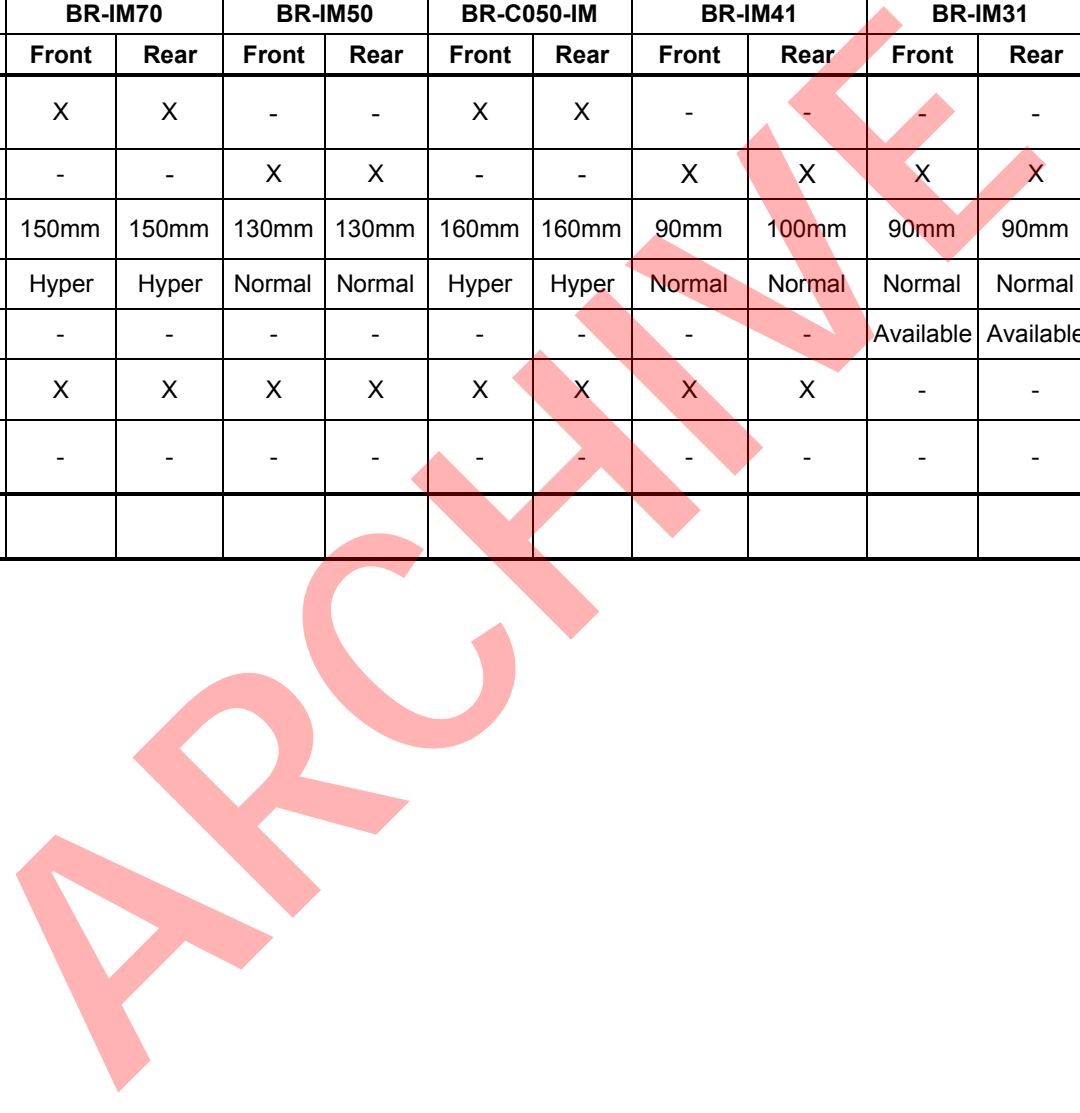 BR-IM70 BR-IM50 BR-C050-IM BR-IM41 BR-IM31
Front Rear Front Rear Front Rear Front Rear Front Rear
X X - - X X - - - -
- - X X - - X X X X
150mm 150mm 130mm 130mm 160mm 160mm 90mm 100mm 90mm 90mm
Hyper Hyper Normal Normal Hyper Hyper Normal Normal Normal Normal
- - - - - - - - Available Available
X X X X X X X X - -
- - - - - - - - - -
ARCHIVE